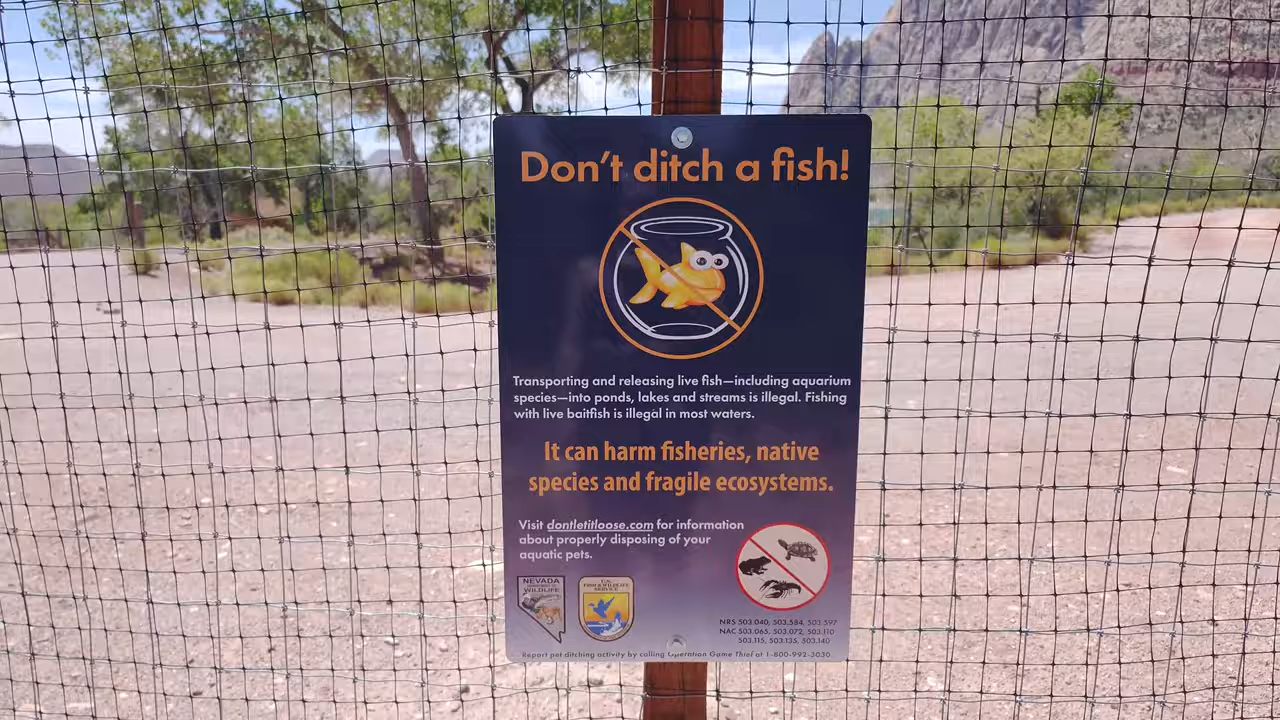 Don't ditch a fish!
Transporting and releasing live fish—including aquarium
species—into ponds, lakes and streams is illegal. Fishing
with live baitfish is illegal in most waters.
It can harm fisheries, native
species and fragile ecosystems.
Visit dontletitloose.com for information
about properly disposing of your
aquatic pets.
NEVADA
DEPARTMENT OF
WILDLIFE
U.S.
FISH & WILDLIFE
SERVICE
NRS 503.040, 503.584, 503.597
NAC 503.065, 503.072, 503.110
503.115, 503.135, 503.140
Report pet ditching activity by calling Operation Game Thief at 1-800-992-3030.